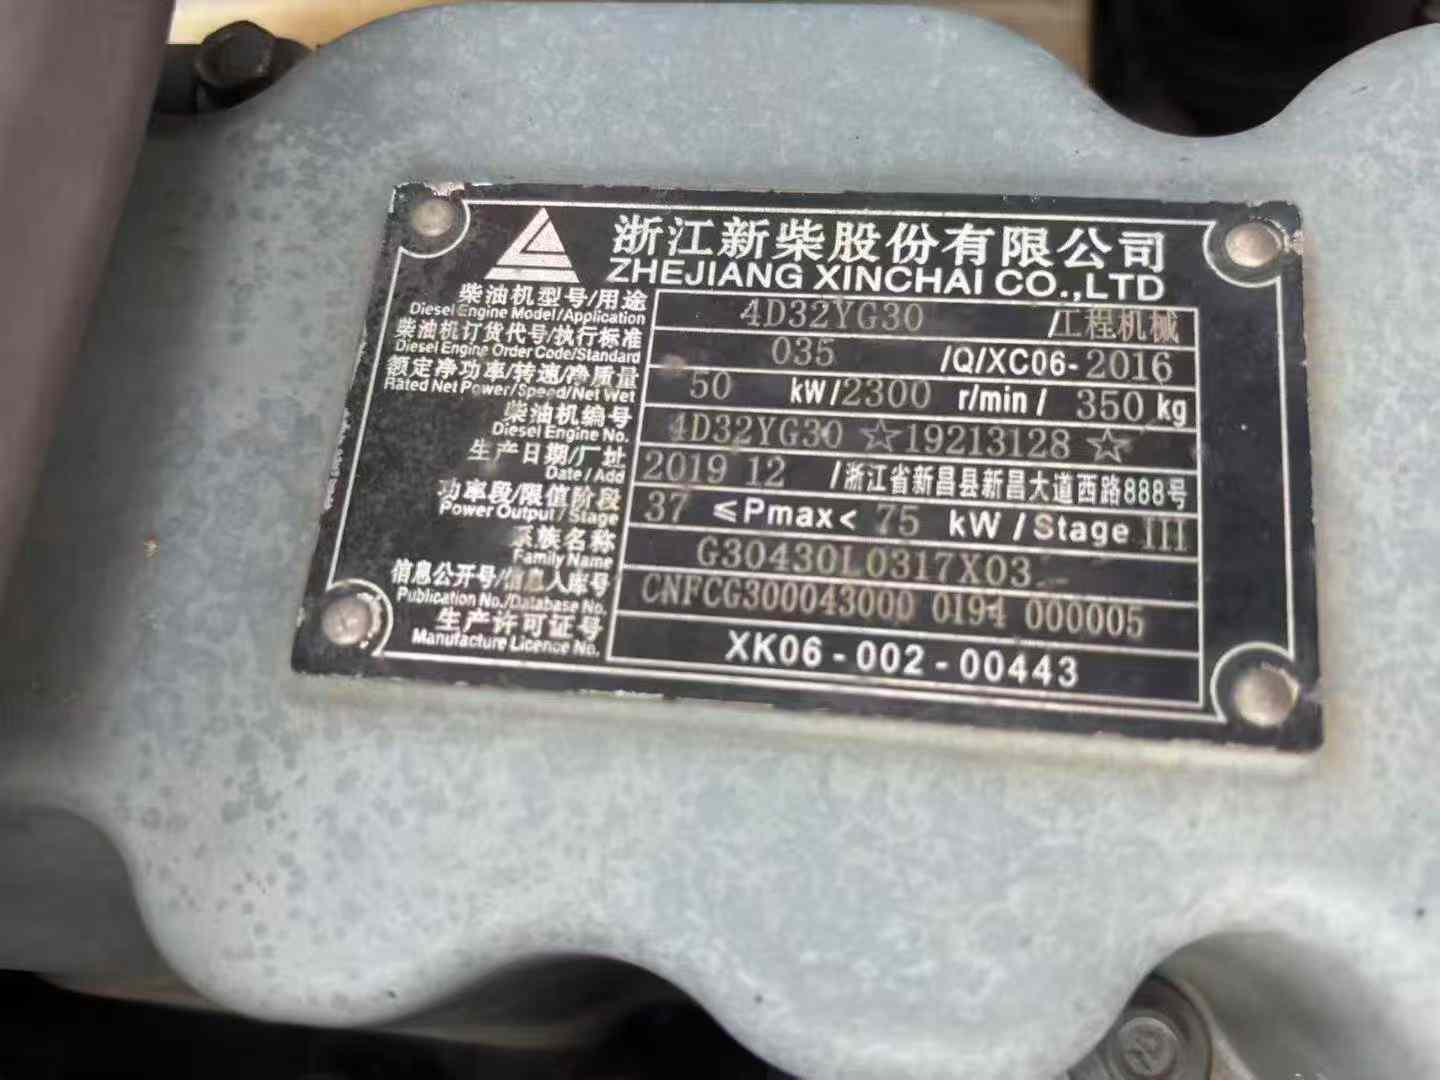 浙江新柴股份有限公司
ZHEJIANG XINCHAI CO.,LTD
柴油机型号/用途 4D32YG30 /工程机械
Diesel Engine Model/Application
柴油机订货代号/执行标准 035 /Q/XC06-2016
Diesel Engine Order Code/Standard
额定净功率/转速/净质量 50 kW/2300 r/min/ 350 kg
Rated Net Power/Speed/Net Wet
柴油机编号 4D32YG30 ☆19213128☆
Diesel Engine No.
生产日期/厂址 2019 12 /浙江省新昌县新昌大道西路888号
Date/Add
功率段/限值阶段 37 ≤Pmax< 75 kW/Stage III
Power Output/Stage
系族名称 G30430L0317X03
Family Name
信息公开号/信息入库号 CNFCG300043000 0194 000005
Publication No./Database No.
生产许可证号 XK06-002-00443
Manufacture Licence No.